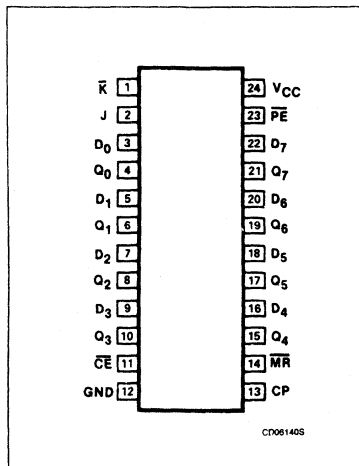 K̅ 1 24 VCC
J 2 23 P̅E̅
D0 3 22 D7
Q0 4 21 Q7
D1 5 20 D6
Q1 6 19 Q6
D2 7 18 D5
Q2 8 17 Q5
D3 9 16 D4
Q3 10 15 Q4
C̅E̅ 11 14 M̅R̅
GND 12 13 CP
CD06140S